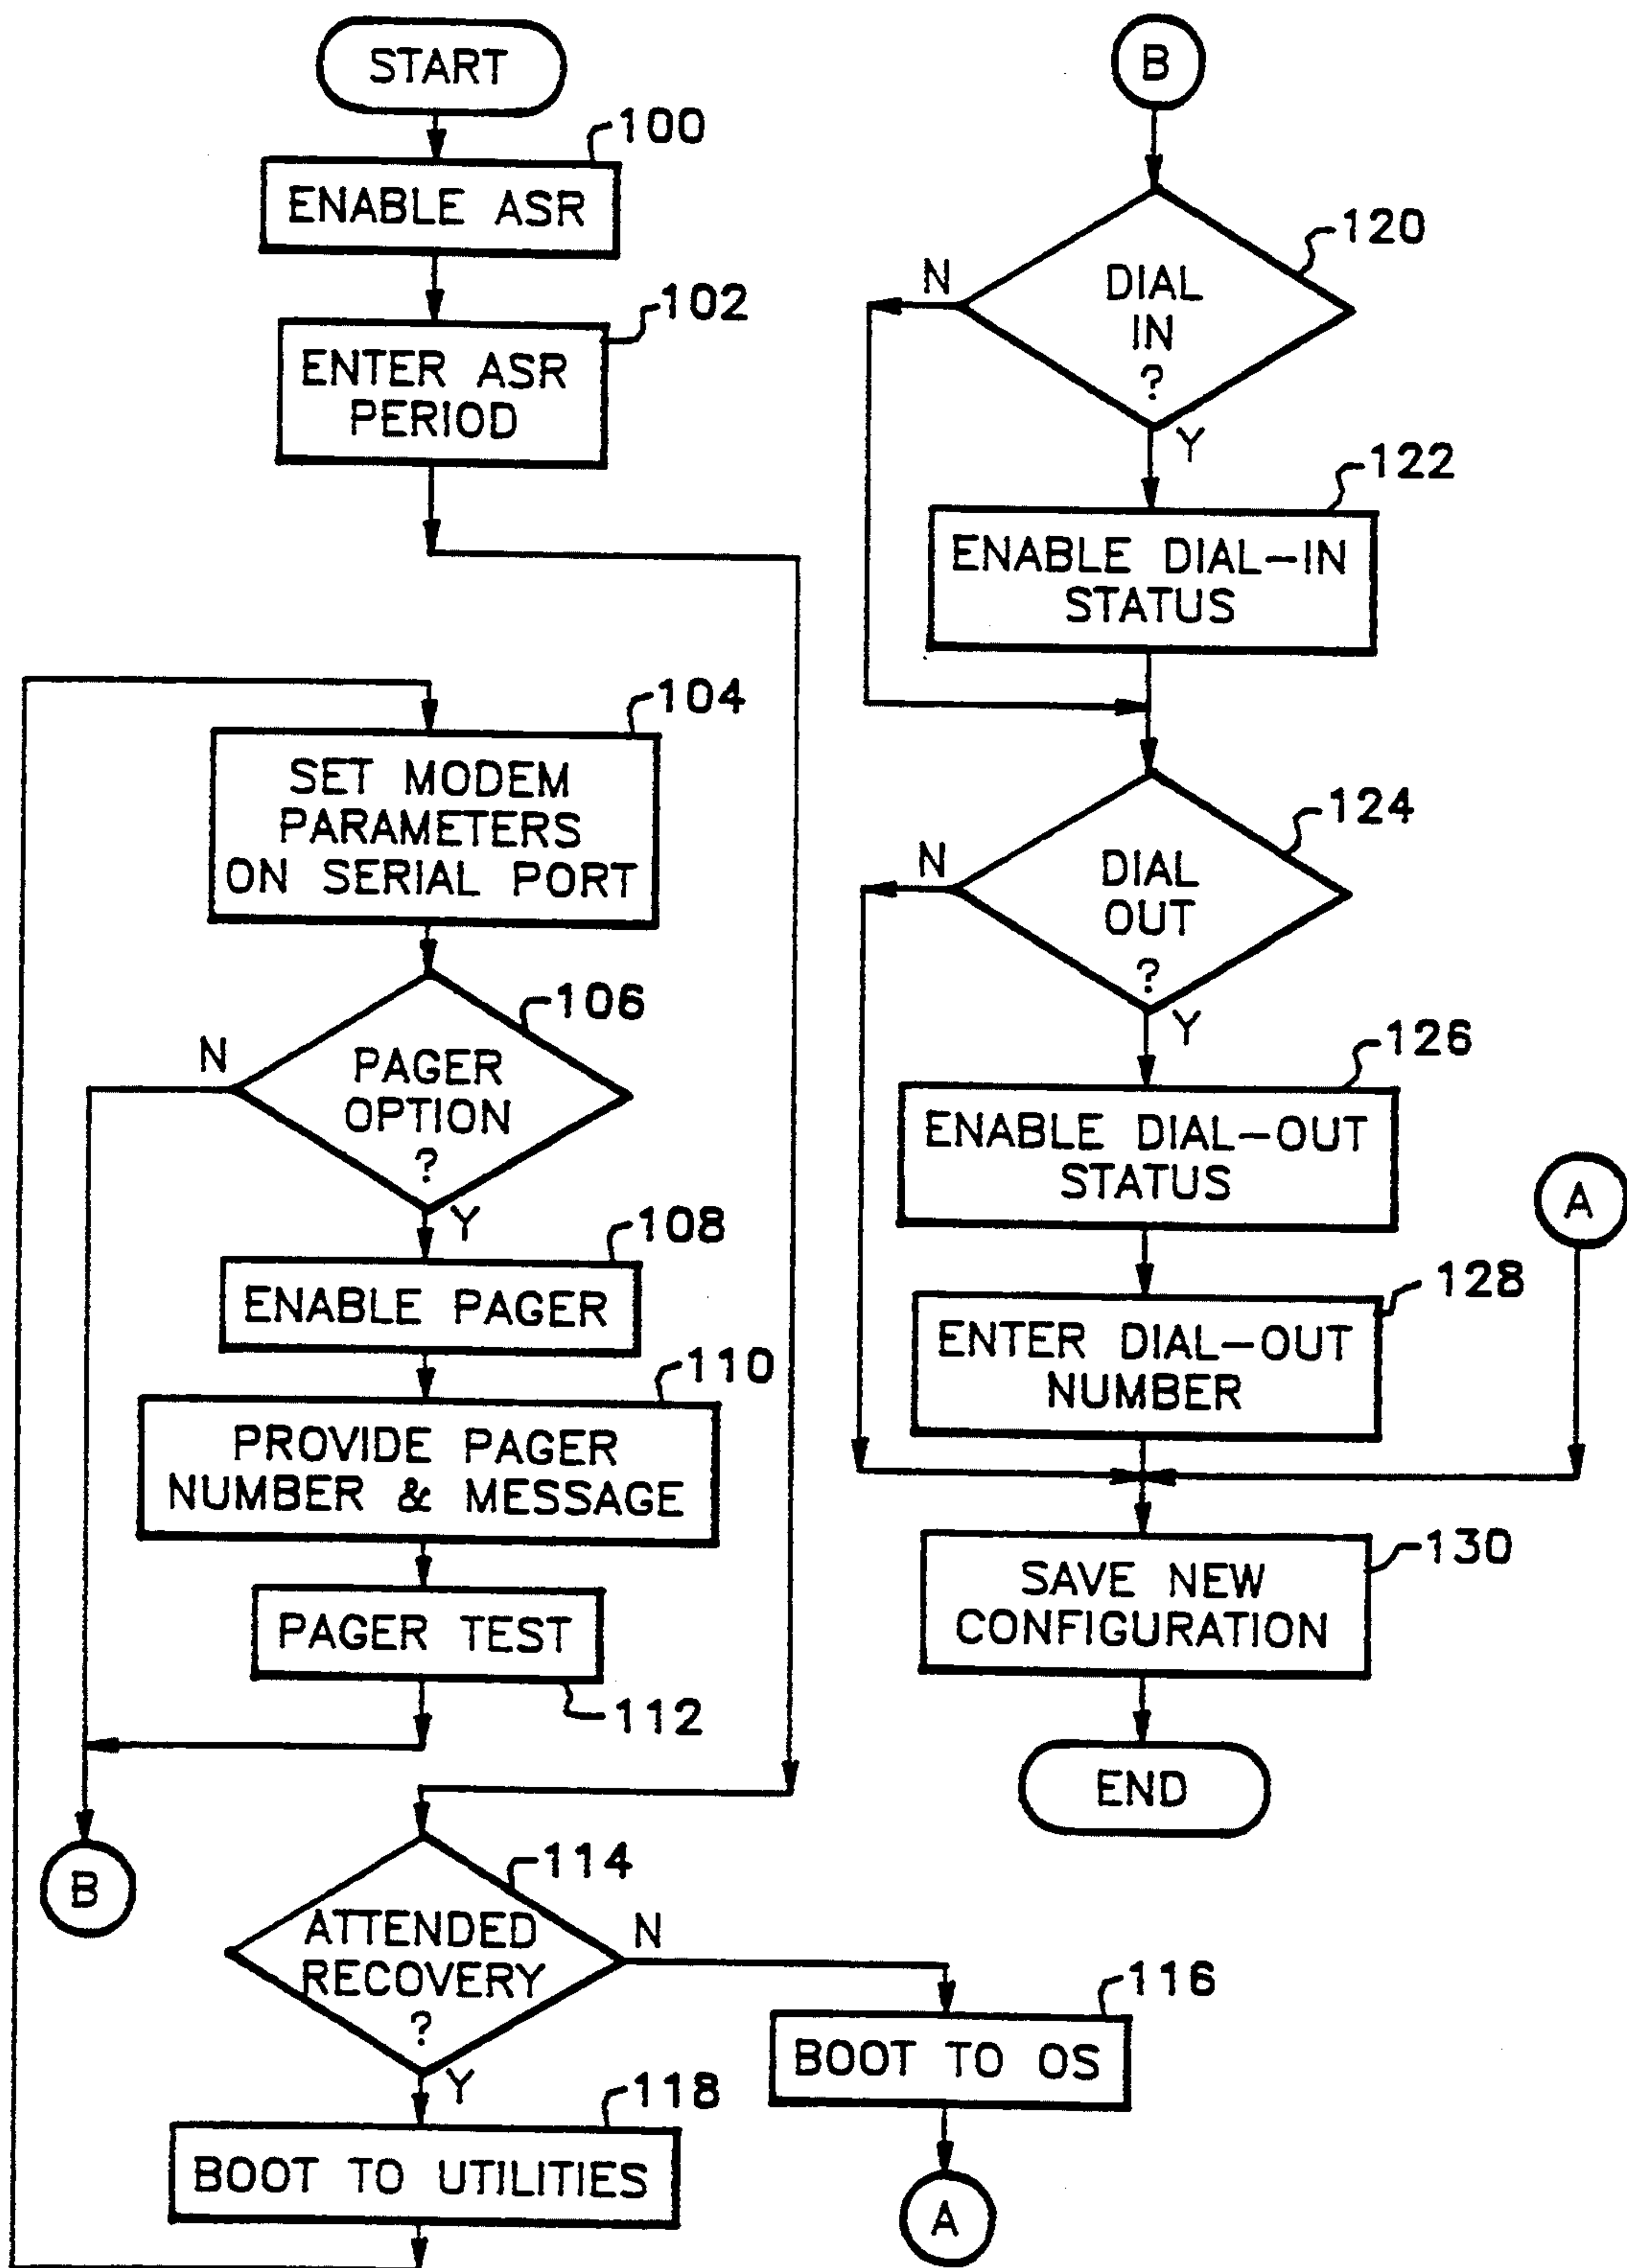 START
100
ENABLE ASR
102
ENTER ASR
PERIOD
104
SET MODEM
PARAMETERS
ON SERIAL PORT
106
N
PAGER
OPTION
?
Y
108
ENABLE PAGER
110
PROVIDE PAGER
NUMBER & MESSAGE
PAGER TEST
112
B
114
ATTENDED
RECOVERY
?
N
Y
116
BOOT TO OS
A
118
BOOT TO UTILITIES
B
120
N
DIAL
IN
?
Y
122
ENABLE DIAL-IN
STATUS
124
N
DIAL
OUT
?
Y
126
ENABLE DIAL-OUT
STATUS
A
128
ENTER DIAL-OUT
NUMBER
130
SAVE NEW
CONFIGURATION
END